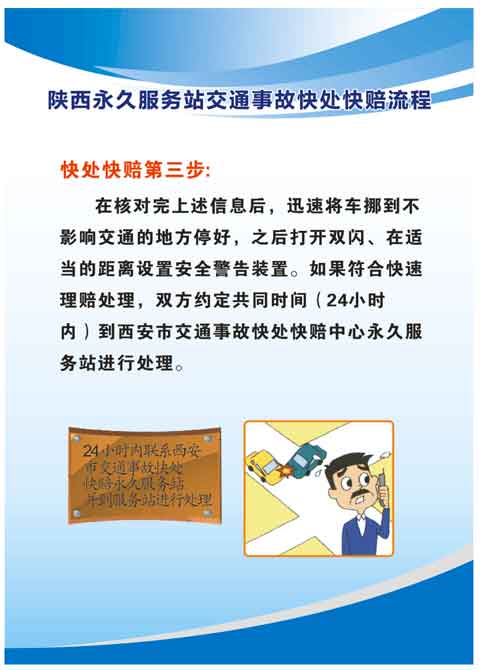 陕西永久服务站交通事故快处快赔流程
快处快赔第三步:
在核对完上述信息后，迅速将车挪到不
影响交通的地方停好，之后打开双闪、在适
当的距离设置安全警告装置。如果符合快速
理赔处理，双方约定共同时间（24小时
内）到西安市交通事故快处快赔中心永久服
务站进行处理。
24小时内联系西安
市交通事故快处
快赔永久服务站
并到服务站进行处理